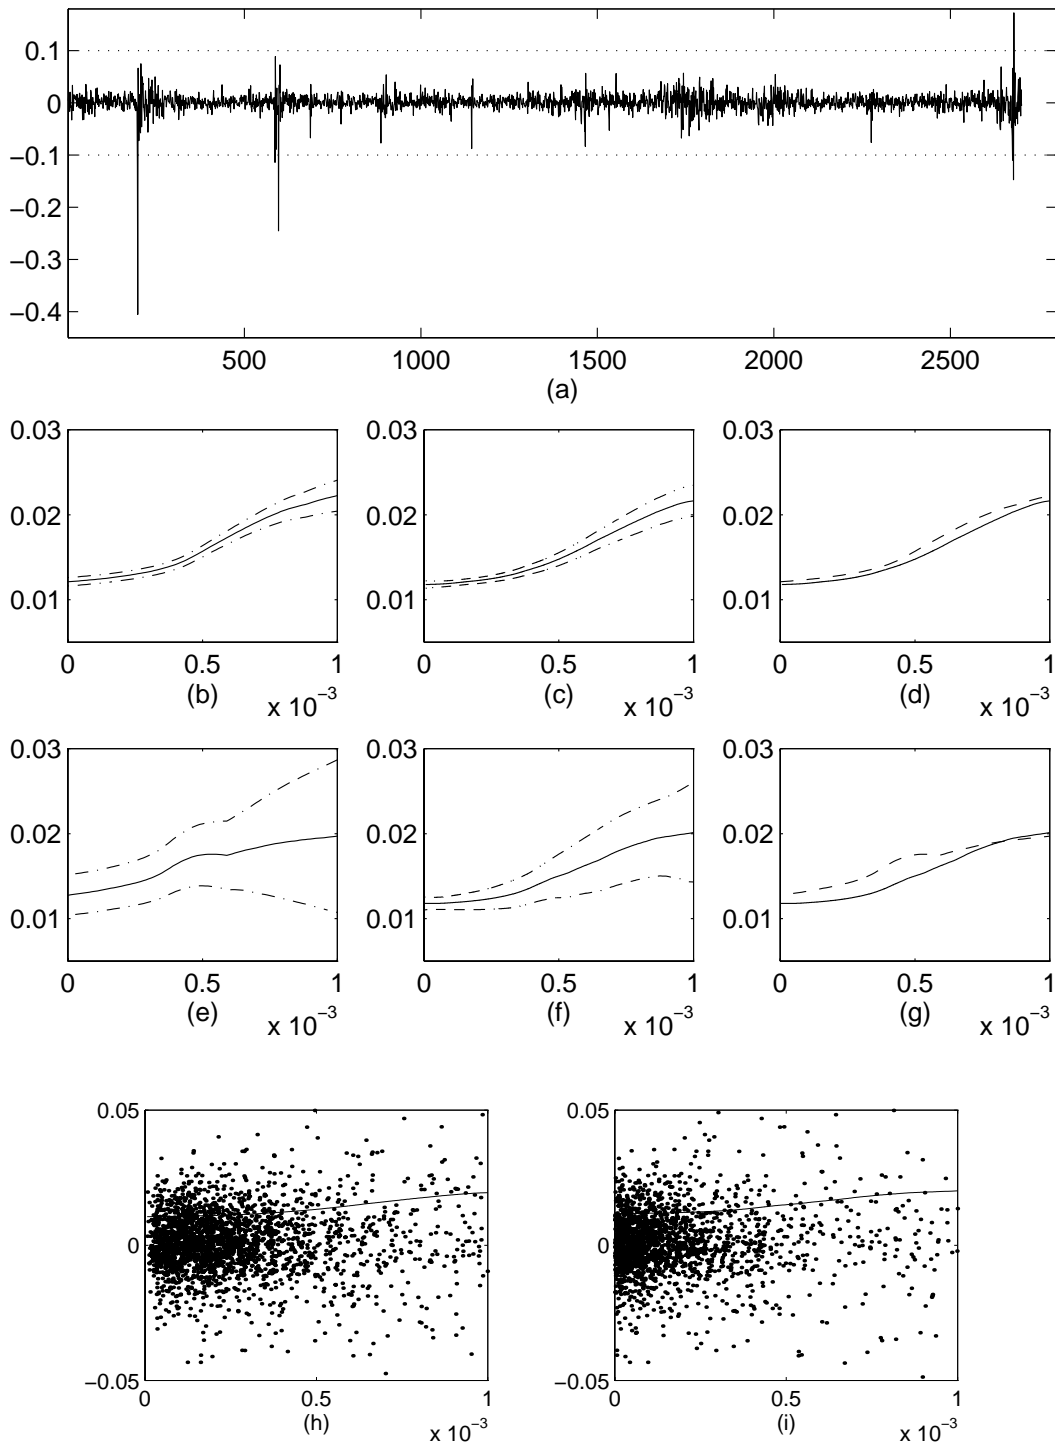 0.1
0
−0.1
−0.2
−0.3
−0.4
500 1000 1500 2000 2500
(a)
0.03 0.03 0.03
0.02 0.02 0.02
0.01 0.01 0.01
0 0.5 1 0 0.5 1 0 0.5 1
(b) (c) (d)
x 10−3 x 10−3 x 10−3
0.03 0.03 0.03
0.02 0.02 0.02
0.01 0.01 0.01
0 0.5 1 0 0.5 1 0 0.5 1
(e) (f) (g)
x 10−3 x 10−3 x 10−3
0.05 0.05
0 0
−0.05 −0.05
0 0.5 1 0 0.5 1
(h) (i)
x 10−3 x 10−3